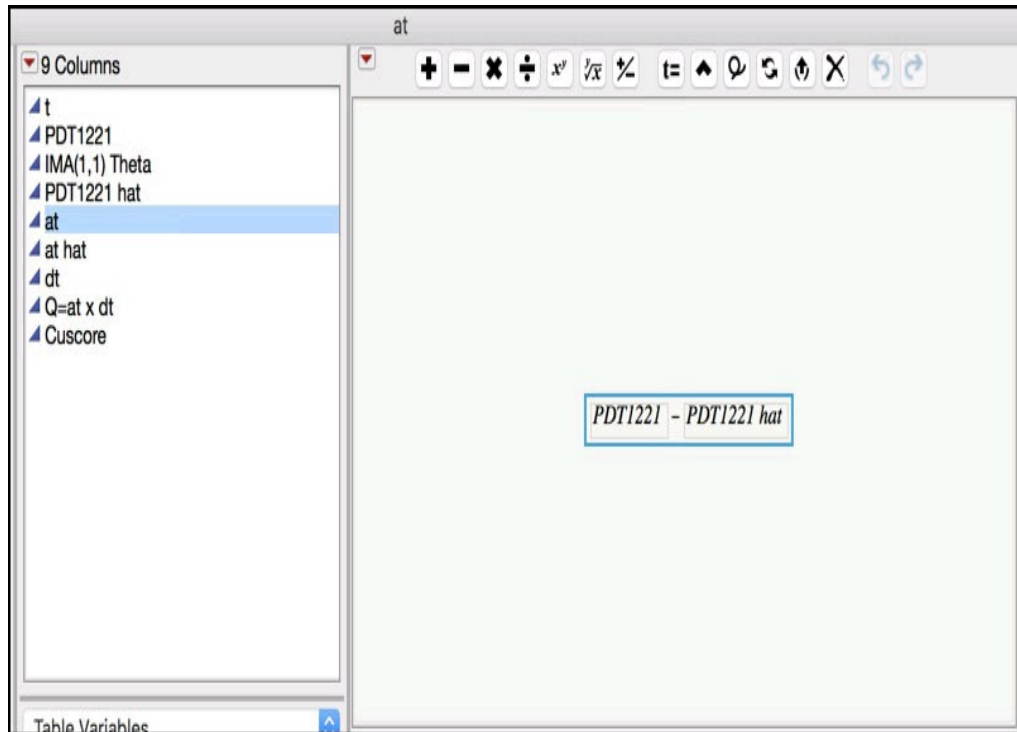 at
9 Columns
t
PDT1221
IMA(1,1) Theta
PDT1221 hat
at
at hat
dt
Q=at x dt
Cuscore
t=
PDT1221 - PDT1221 hat
Table Variables